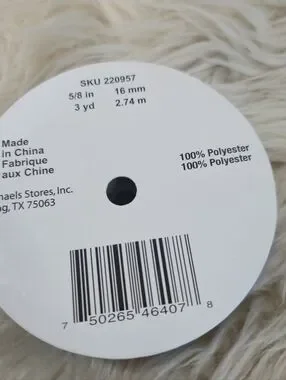 SKU 220957
5/8 in 16 mm
3 yd 2.74 m
Made
in China
Fabrique
aux Chine
100% Polyester
100% Polyester
Stores, Inc.
TX 75063
7 50265 46407 8